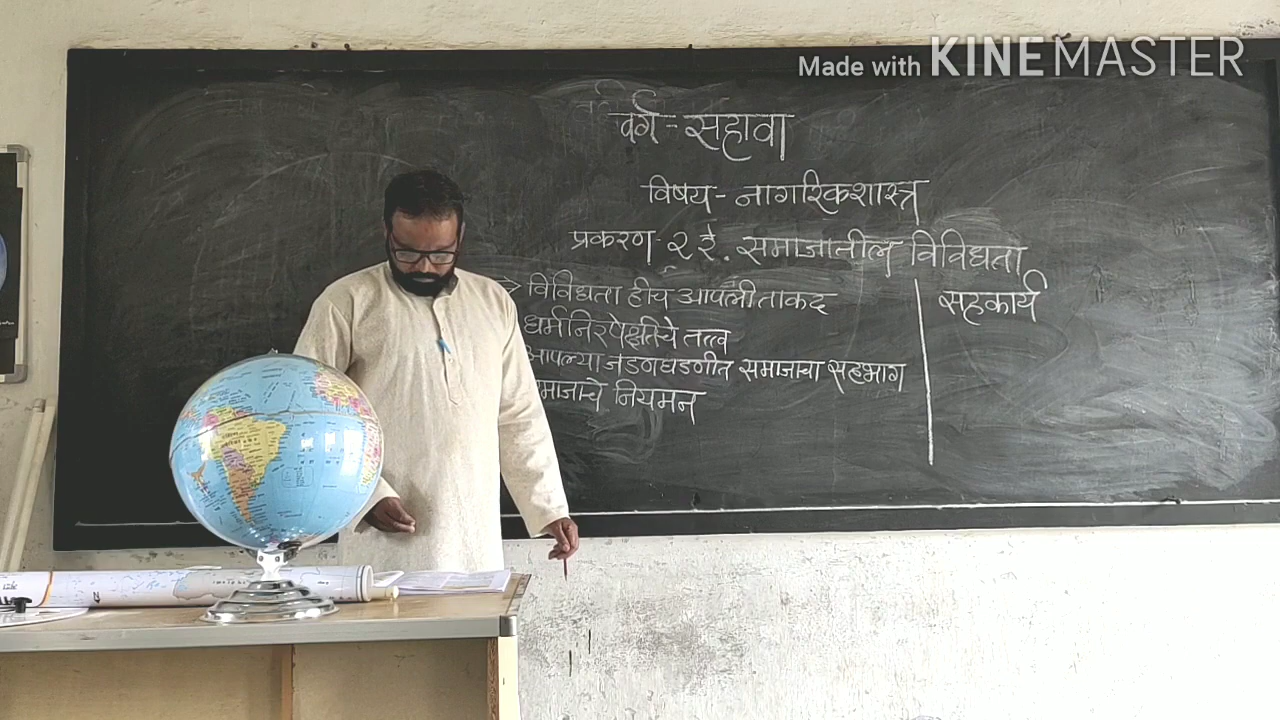 Made with KINEMASTER
वर्ग - सहावा
विषय - नागरिकशास्त्र
प्रकरण - २ रे. समाजातील विविधता
विविधता हीच आपली ताकद
सहकार्य
धर्मनिरपेक्षतेचे तत्त्व
आपल्या जडणघडणीत समाजाचा सहभाग
माजाचे नियमन